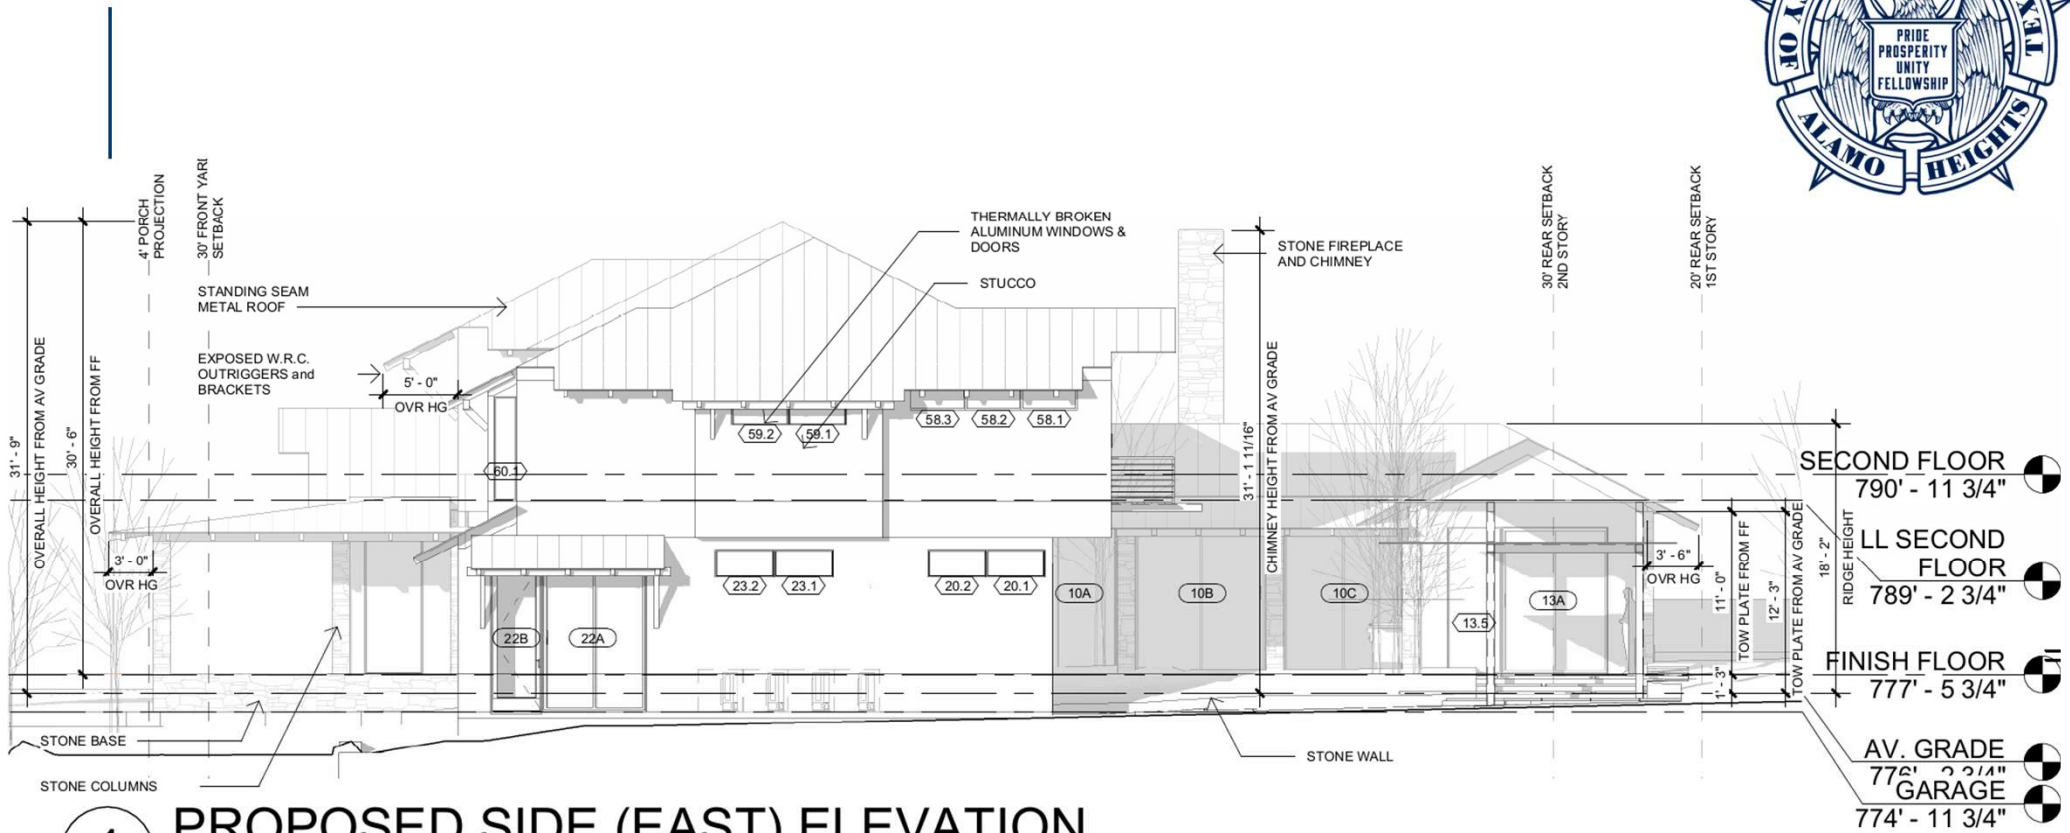 PRIDE
PROSPERITY
UNITY
FELLOWSHIP
ALAMO HEIGHTS
4' PORCH
PROJECTION
30' FRONT YARD
SETBACK
30' REAR SETBACK
2ND STORY
20' REAR SETBACK
1ST STORY
THERMALLY BROKEN
ALUMINUM WINDOWS &
DOORS
STUCCO
STONE FIREPLACE
AND CHIMNEY
STANDING SEAM
METAL ROOF
EXPOSED W.R.C.
OUTRIGGERS and
BRACKETS
5' - 0"
OVR HG
31' - 9"
OVERALL HEIGHT FROM AV GRADE
30' - 6"
OVERALL HEIGHT FROM FF
3' - 0"
OVR HG
60.1
59.2
59.1
58.3
58.2
58.1
31' - 1 11/16"
CHIMNEY HEIGHT FROM AV GRADE
23.2
23.1
20.2
20.1
22B
22A
10A
10B
10C
13.5
13A
3' - 6"
OVR HG
11' - 0"
TOW PLATE FROM FF
1' - 3"
12' - 3"
TOW PLATE FROM AV GRADE
18' - 2"
RIDGE HEIGHT
SECOND FLOOR
790' - 11 3/4"
LL SECOND
FLOOR
789' - 2 3/4"
FINISH FLOOR
777' - 5 3/4"
AV. GRADE
776' - 2 3/4"
GARAGE
774' - 11 3/4"
STONE BASE
STONE COLUMNS
STONE WALL
PROPOSED SIDE (EAST) ELEVATION